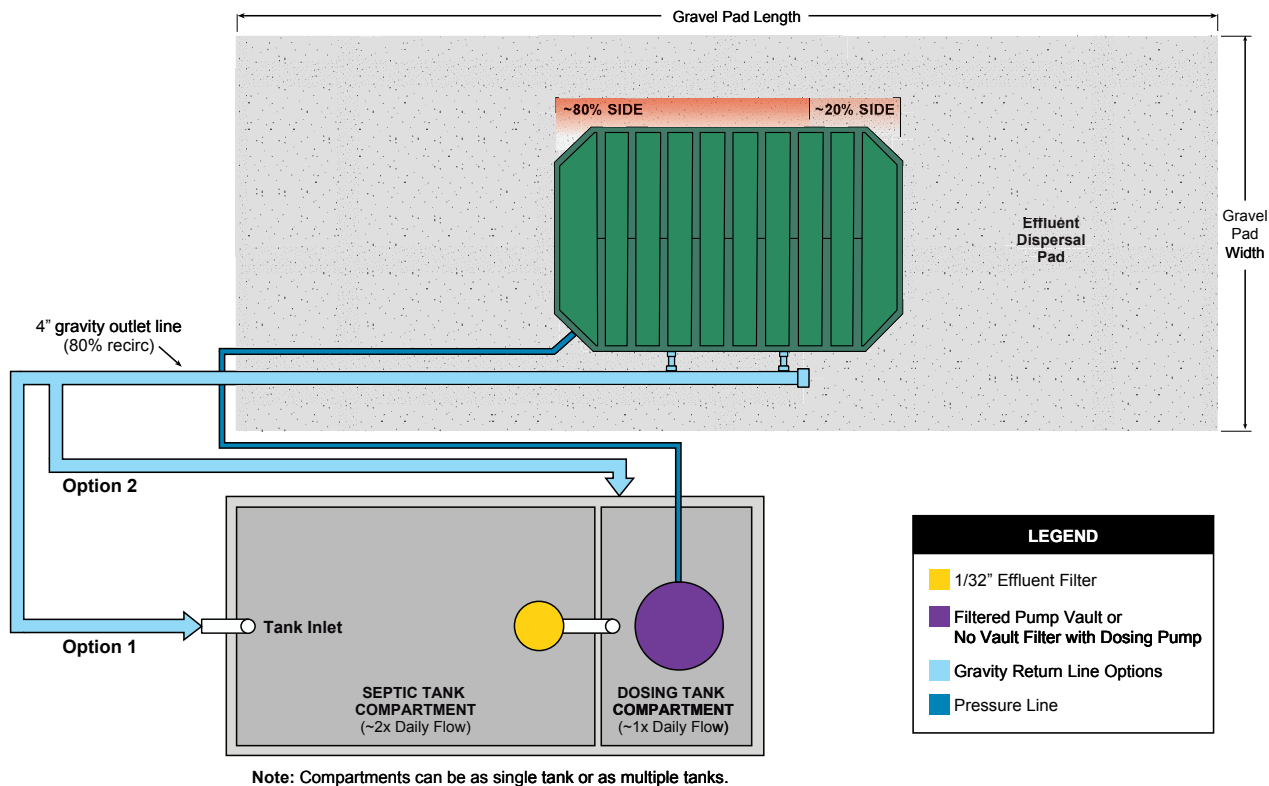 Gravel Pad Length
~80% SIDE
~20% SIDE
Effluent
Dispersal
Pad
Gravel
Pad
Width
4” gravity outlet line
(80% recirc)
Option 2
Option 1
Tank Inlet
SEPTIC TANK
COMPARTMENT
(~2x Daily Flow)
DOSING TANK
COMPARTMENT
(~1x Daily Flow)
LEGEND
1/32” Effluent Filter
Filtered Pump Vault or
No Vault Filter with Dosing Pump
Gravity Return Line Options
Pressure Line
Note: Compartments can be as single tank or as multiple tanks.